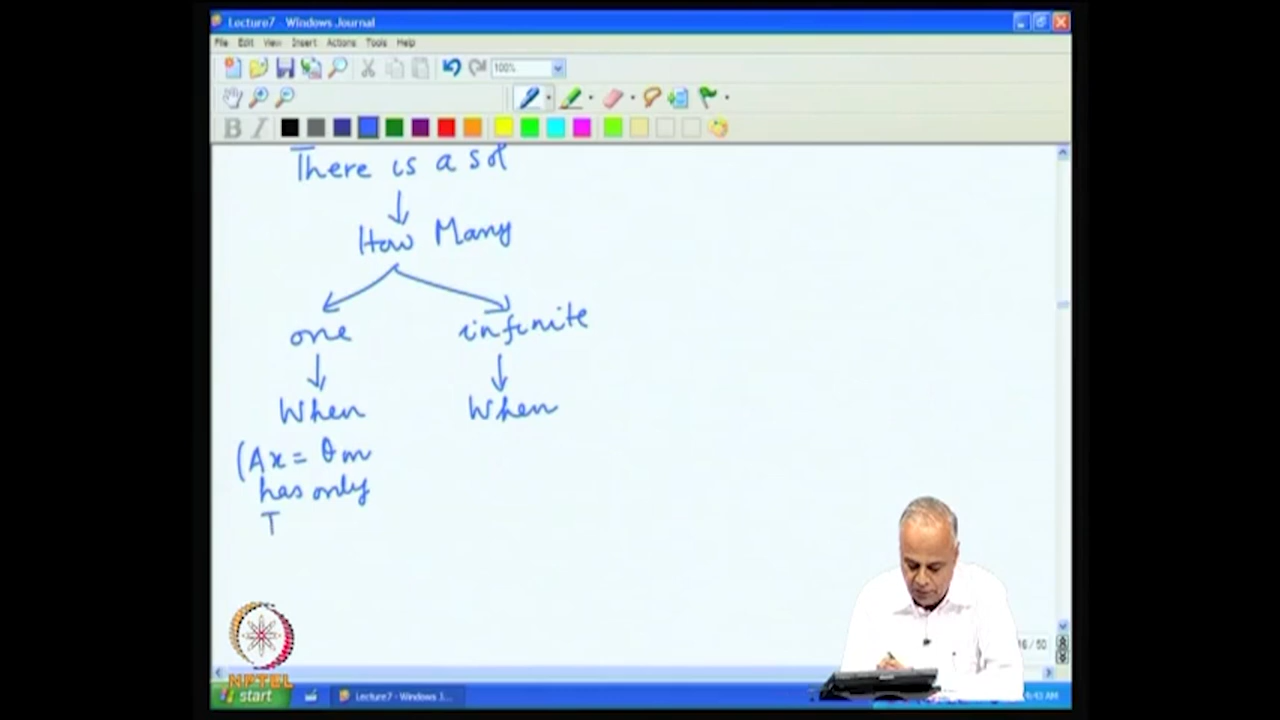 Lecture7 - Windows Journal
File Edit View Insert Actions Tools Help
100%
B I
There is a sol
How Many
one infinite
When When
(Ax = θm
has only
T
NPTEL
start Lecture7 - Windows J...